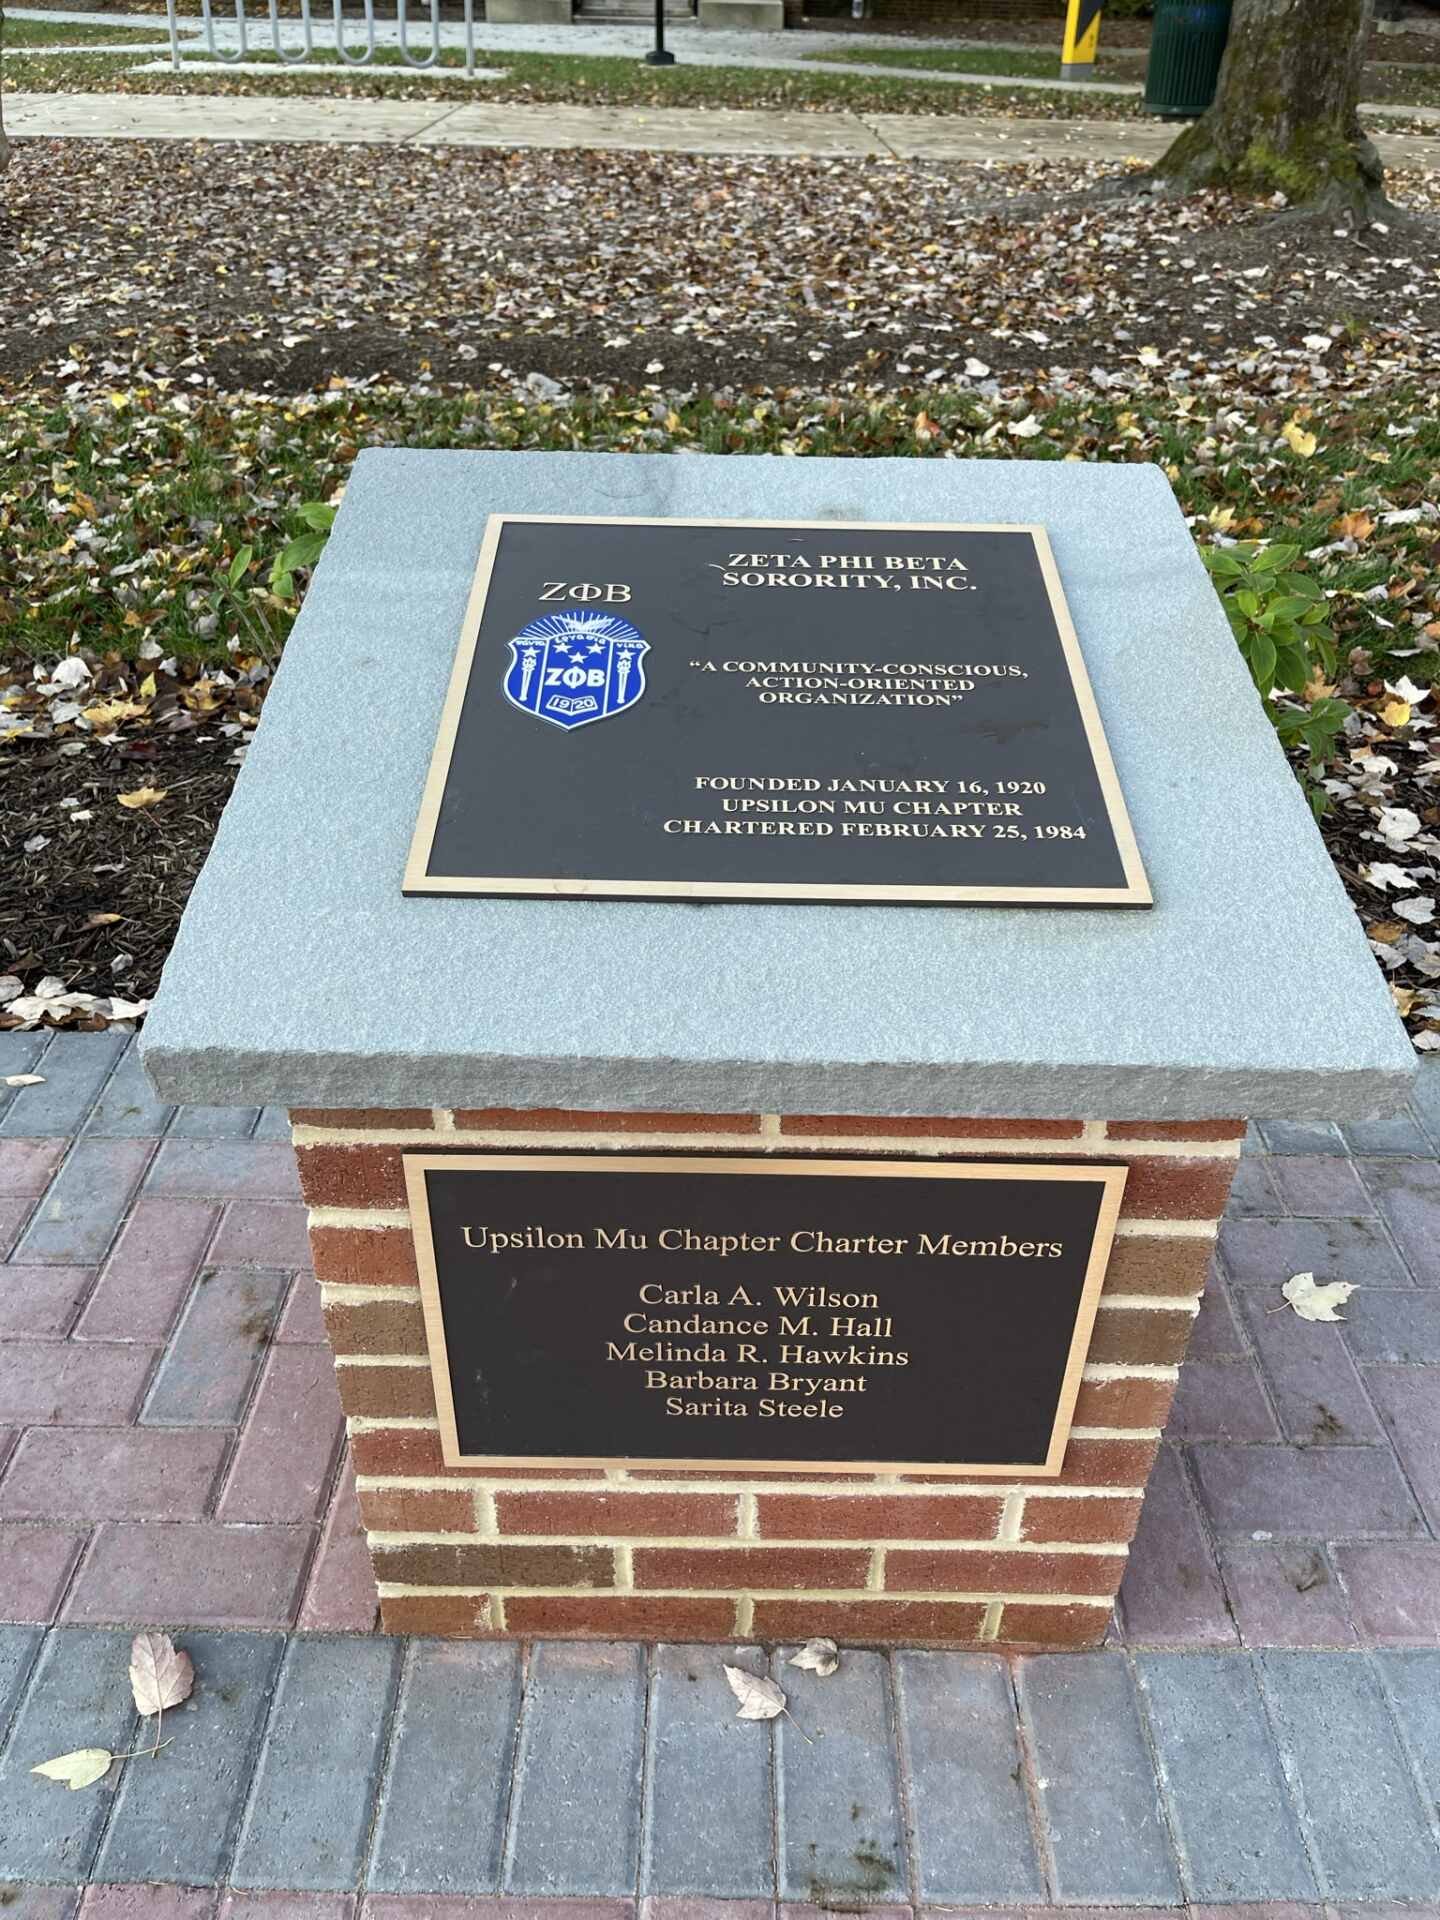 ZETA PHI BETA
SORORITY, INC.
ΖΦΒ
ΖΦΒ
1920
“A COMMUNITY-CONSCIOUS,
ACTION-ORIENTED
ORGANIZATION”
FOUNDED JANUARY 16, 1920
UPSILON MU CHAPTER
CHARTERED FEBRUARY 25, 1984
Upsilon Mu Chapter Charter Members
Carla A. Wilson
Candance M. Hall
Melinda R. Hawkins
Barbara Bryant
Sarita Steele